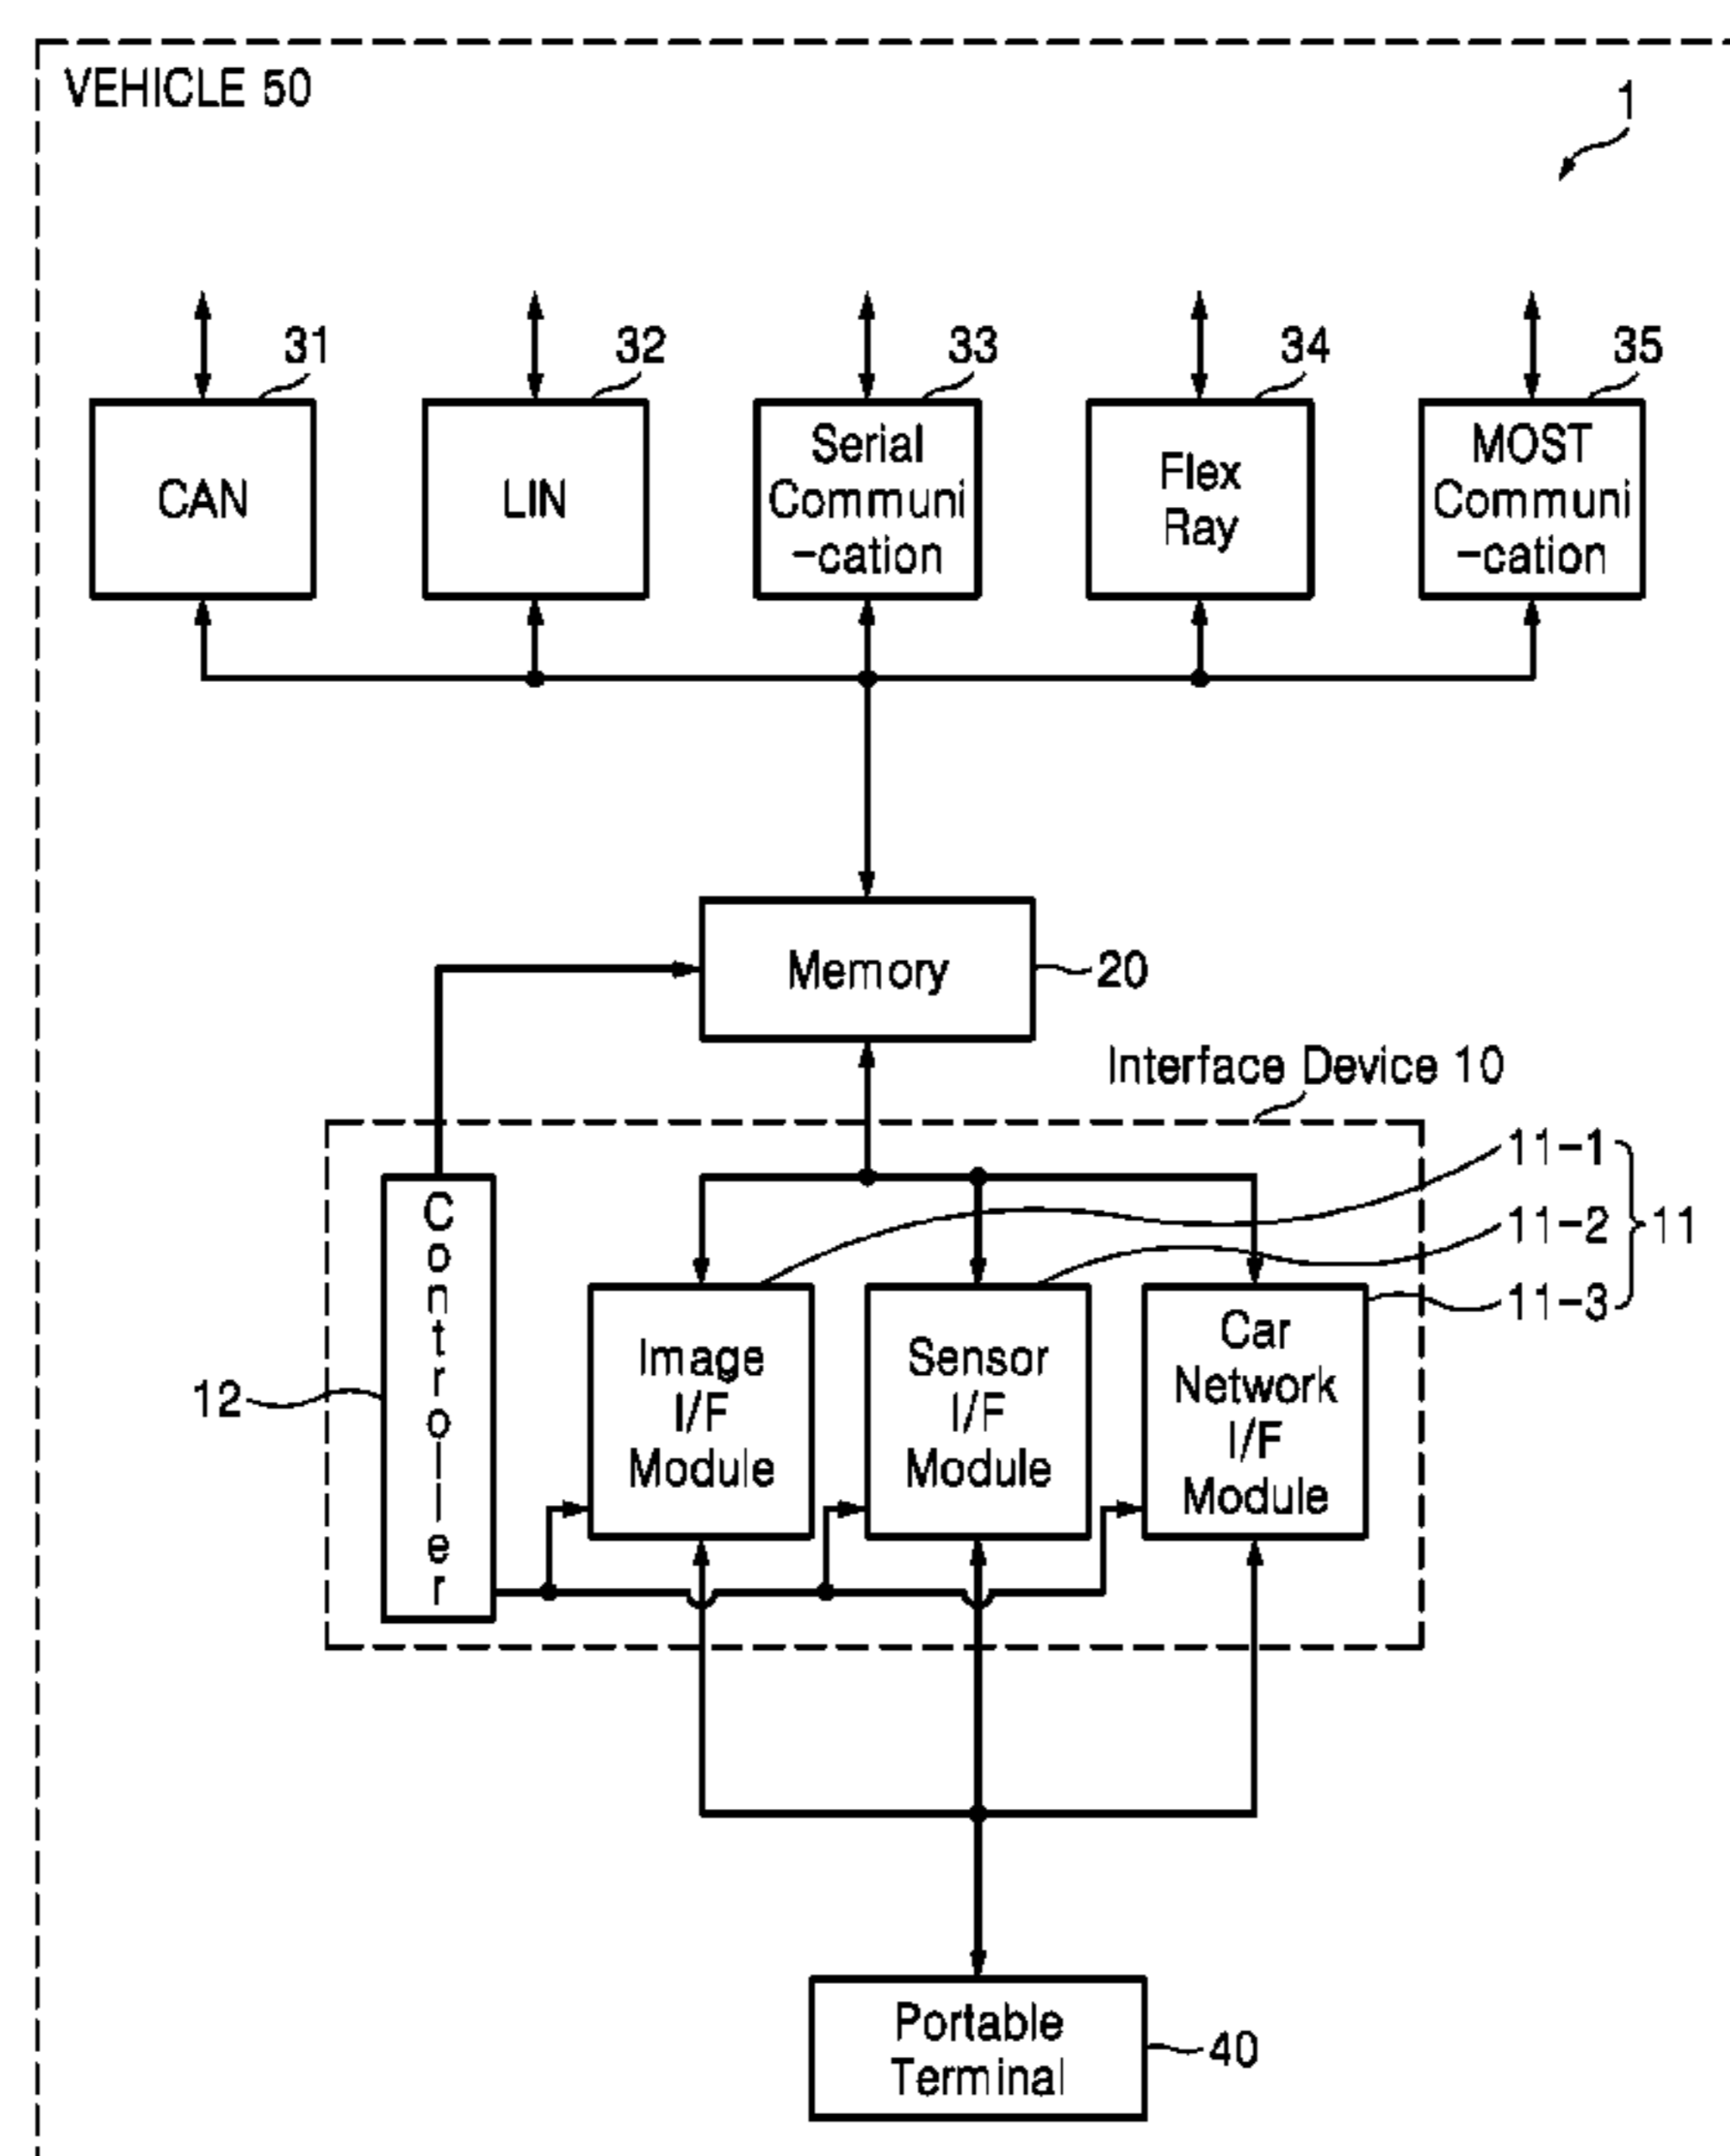 VEHICLE 50
1
31
32
33
34
35
CAN
LIN
Serial
Communi
-cation
Flex
Ray
MOST
Communi
-cation
Memory
20
Interface Device 10
11-1
11-2
11
11-3
Controller
12
Image
I/F
Module
Sensor
I/F
Module
Car
Network
I/F
Module
Portable
Terminal
40